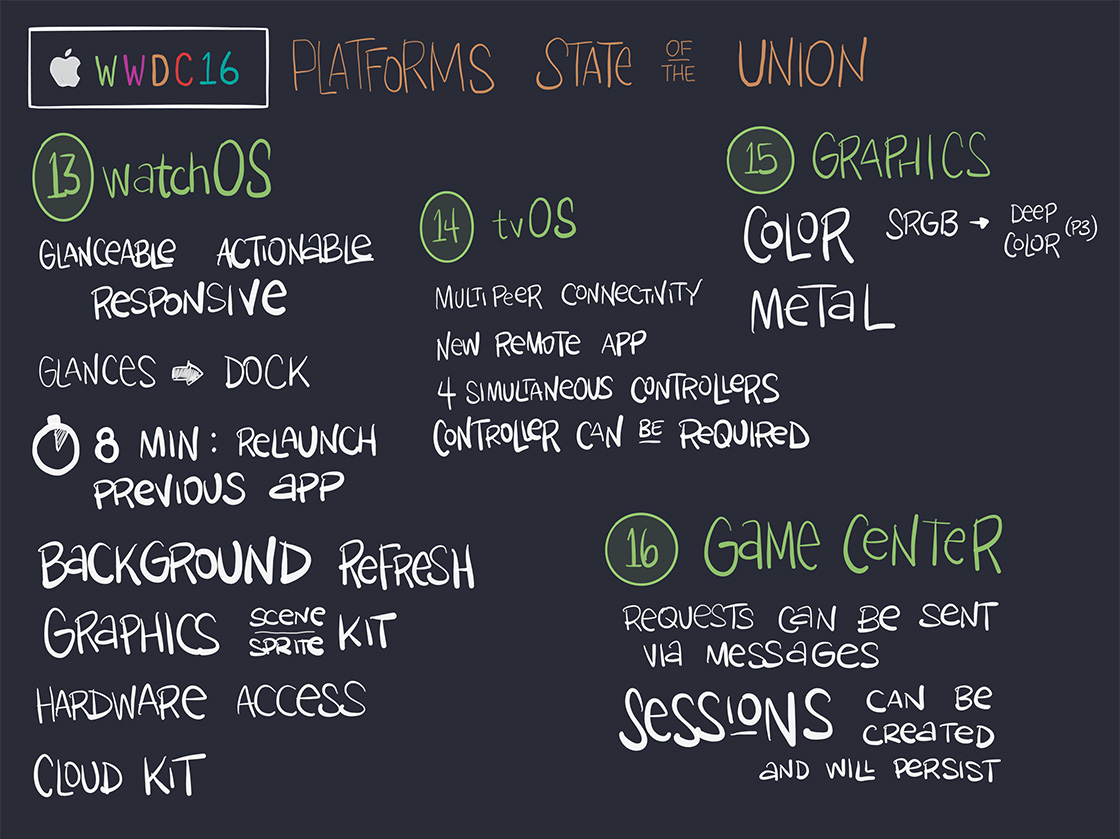 WWDC16 PLATFORMS STATE OF THE UNION
13 watchOS
GLANCEABLE ACTIONABLE
RESPONSIVE
GLANCES → DOCK
8 MIN: RELAUNCH
PREVIOUS APP
BACKGROUND REFRESH
GRAPHICS SCENE SPRITE KIT
HARDWARE ACCESS
CLOUD KIT
14 tvOS
MULTIPEER CONNECTIVITY
NEW REMOTE APP
4 SIMULTANEOUS CONTROLLERS
CONTROLLER CAN BE REQUIRED
15 GRAPHICS
COLOR SRGB → DEEP COLOR (P3)
METAL
16 GAME CENTER
REQUESTS CAN BE SENT
VIA MESSAGES
SESSIONS CAN BE
CREATED
AND WILL PERSIST